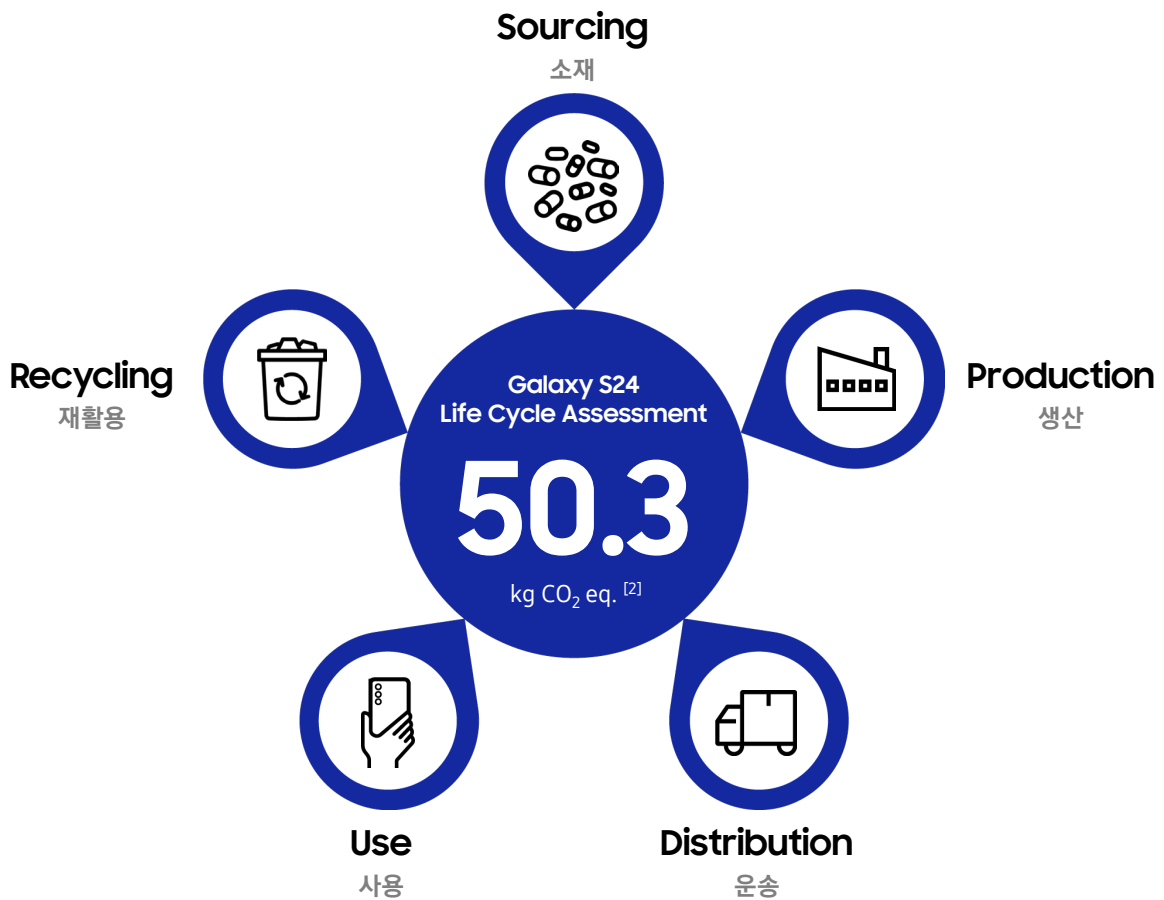 Sourcing
소재
Recycling
재활용
Production
생산
Galaxy S24
Life Cycle Assessment
50.3
kg CO₂ eq. [2]
Use
사용
Distribution
운송